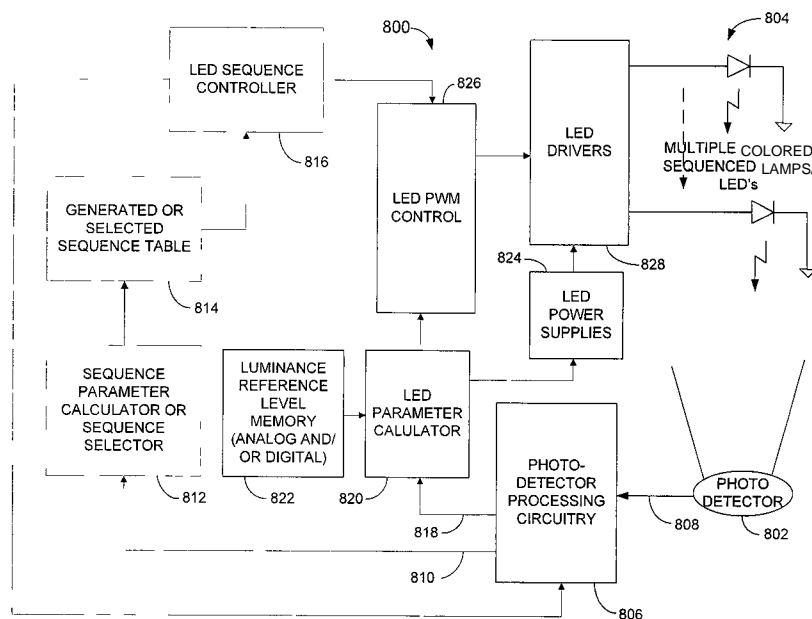 800
804
LED SEQUENCE
CONTROLLER
826
816
LED PWM
CONTROL
LED
DRIVERS
MULTIPLE COLORED
SEQUENCED LAMPS/
LED's
GENERATED OR
SELECTED
SEQUENCE TABLE
814
824
828
LED
POWER
SUPPLIES
SEQUENCE
PARAMETER
CALCULATOR OR
SEQUENCE
SELECTOR
812
LUMINANCE
REFERENCE
LEVEL
MEMORY
(ANALOG AND/
OR DIGITAL)
822
LED
PARAMETER
CALULATOR
820
818
810
PHOTO-
DETECTOR
PROCESSING
CIRCUITRY
806
808
PHOTO
DETECTOR
802